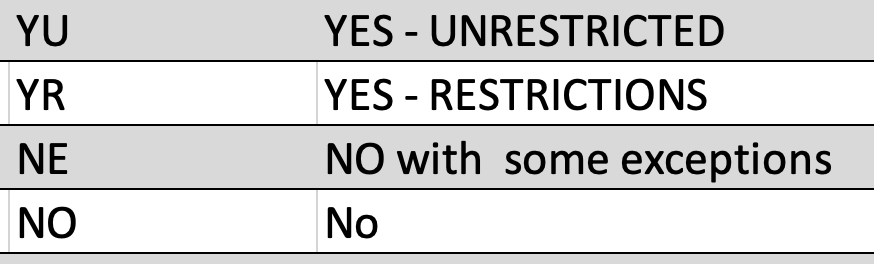 YU YES - UNRESTRICTED
YR YES - RESTRICTIONS
NE NO with  some exceptions
NO No